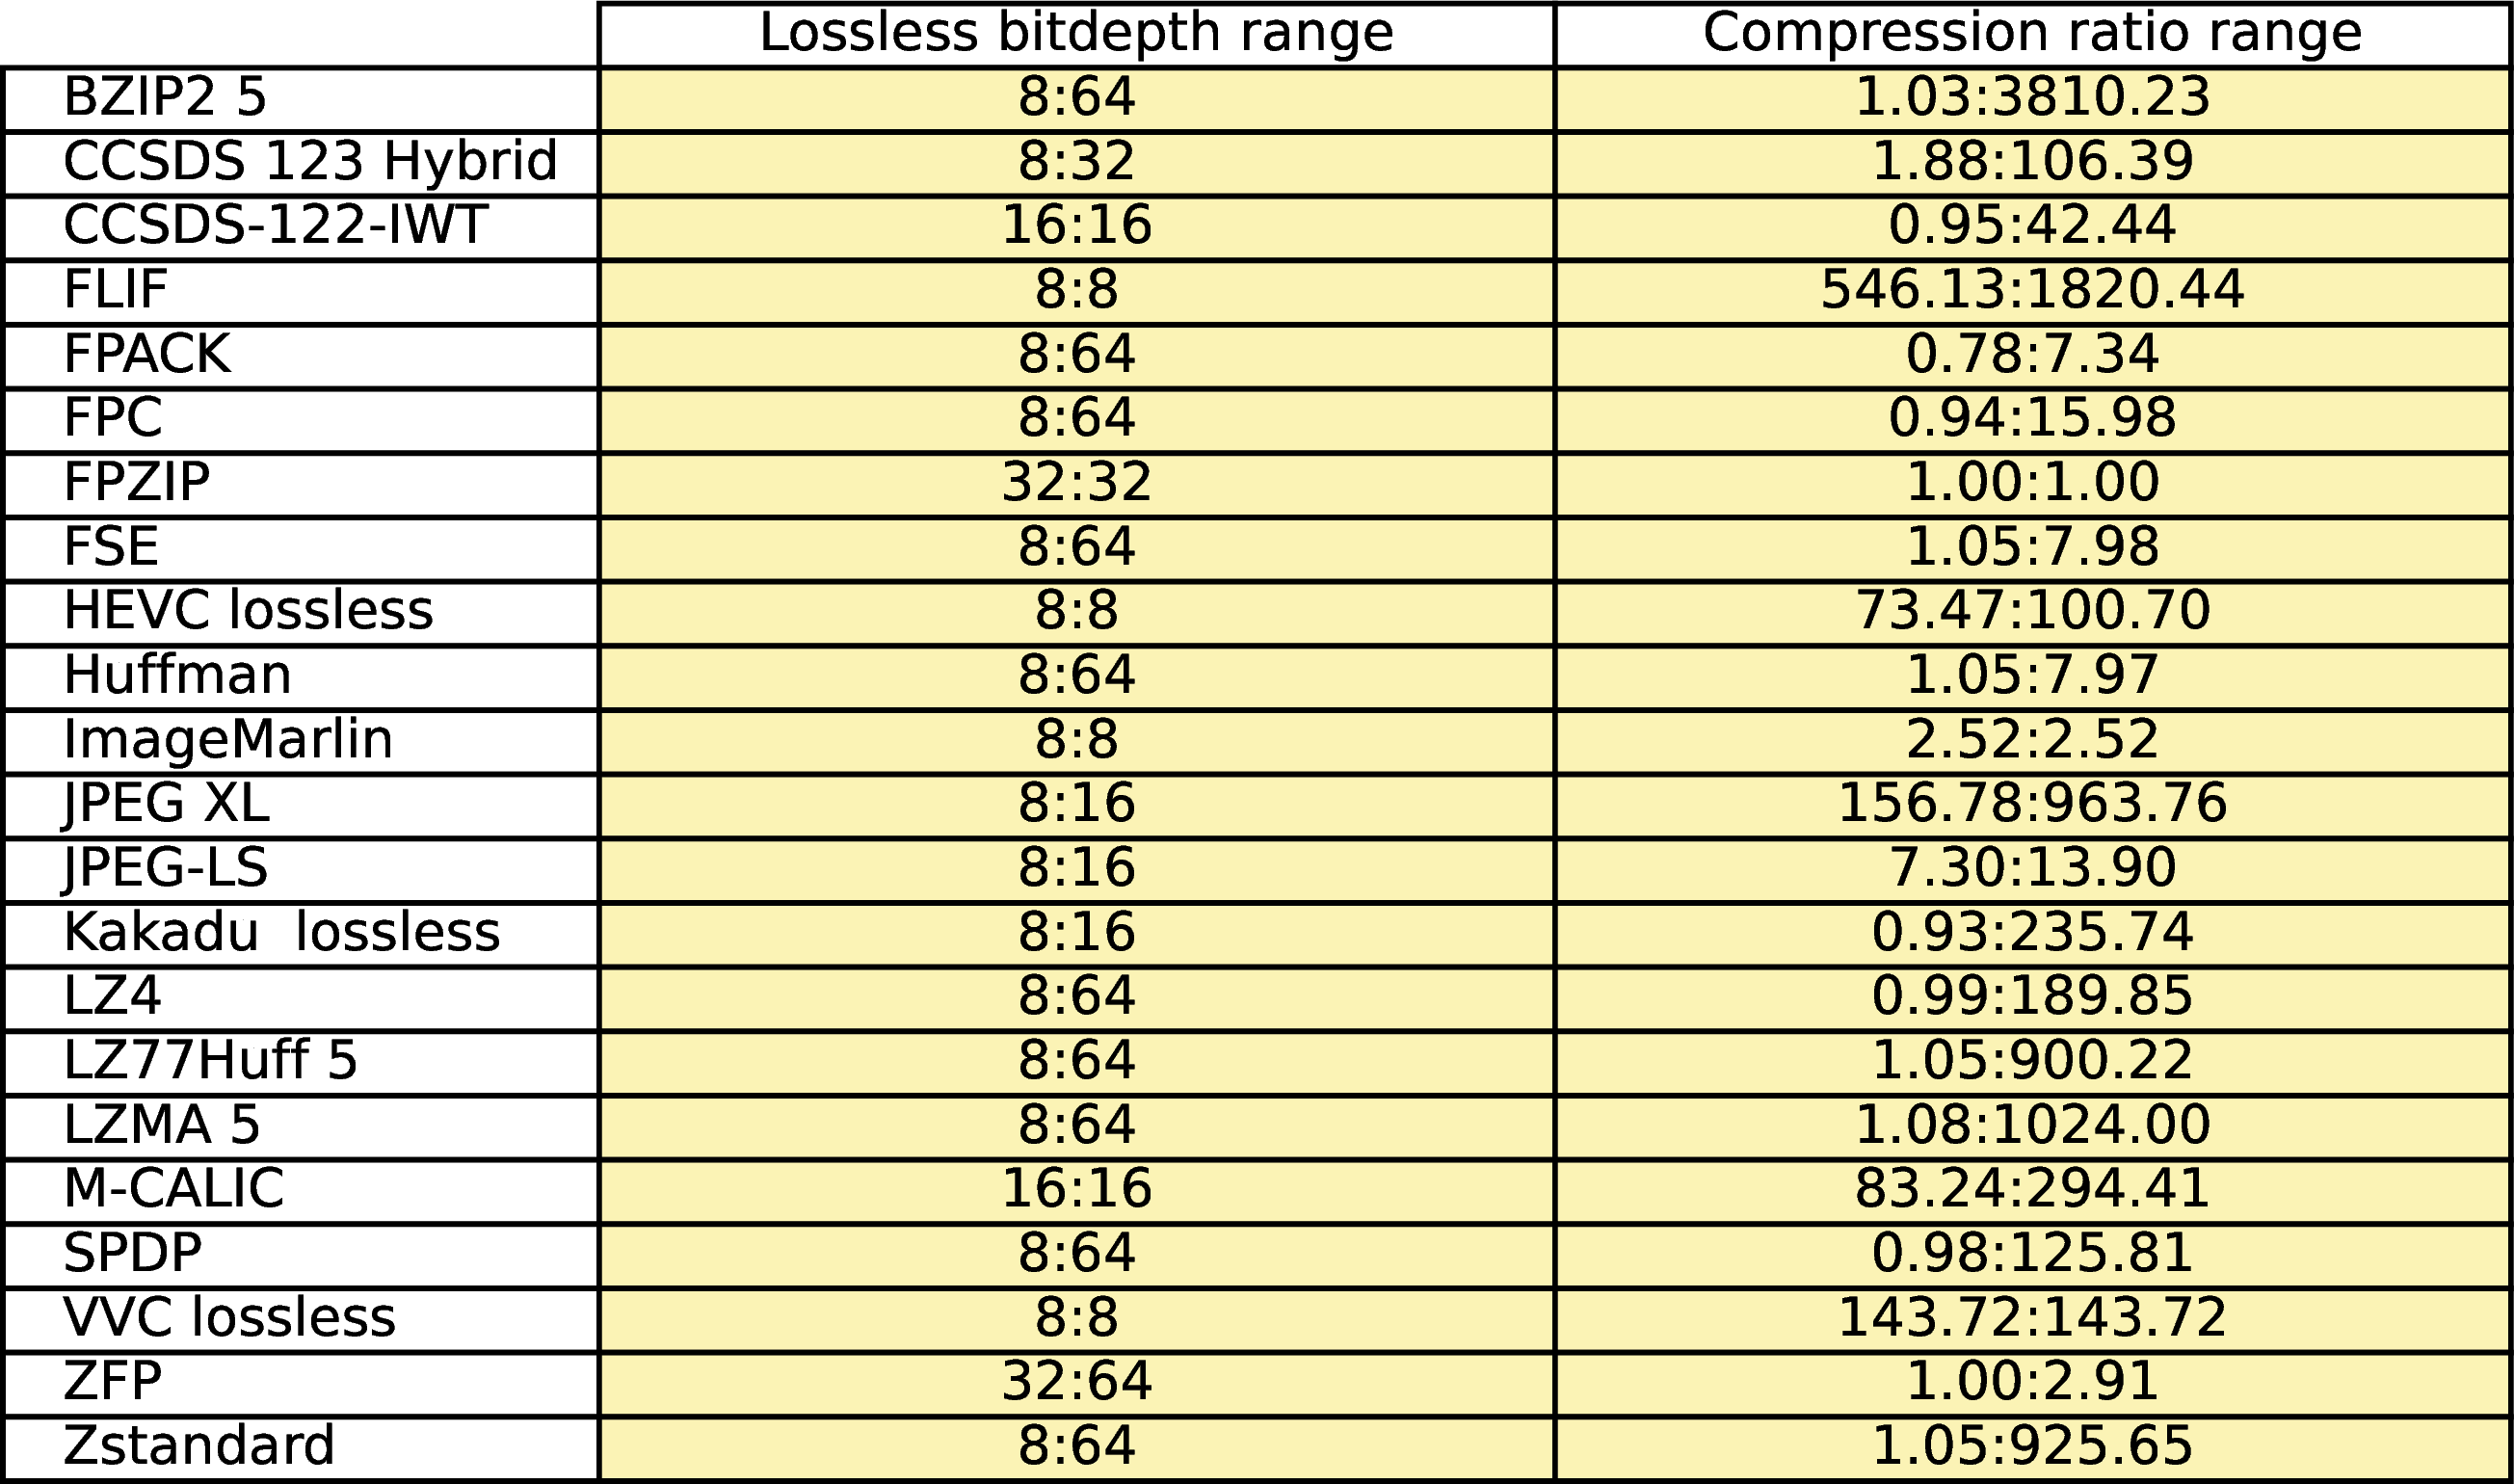 Lossless bitdepth range Compression ratio range
BZIP2 5 8:64 1.03:3810.23
CCSDS 123 Hybrid 8:32 1.88:106.39
CCSDS-122-IWT 16:16 0.95:42.44
FLIF 8:8 546.13:1820.44
FPACK 8:64 0.78:7.34
FPC 8:64 0.94:15.98
FPZIP 32:32 1.00:1.00
FSE 8:64 1.05:7.98
HEVC lossless 8:8 73.47:100.70
Huffman 8:64 1.05:7.97
ImageMarlin 8:8 2.52:2.52
JPEG XL 8:16 156.78:963.76
JPEG-LS 8:16 7.30:13.90
Kakadu  lossless 8:16 0.93:235.74
LZ4 8:64 0.99:189.85
LZ77Huff 5 8:64 1.05:900.22
LZMA 5 8:64 1.08:1024.00
M-CALIC 16:16 83.24:294.41
SPDP 8:64 0.98:125.81
VVC lossless 8:8 143.72:143.72
ZFP 32:64 1.00:2.91
Zstandard 8:64 1.05:925.65